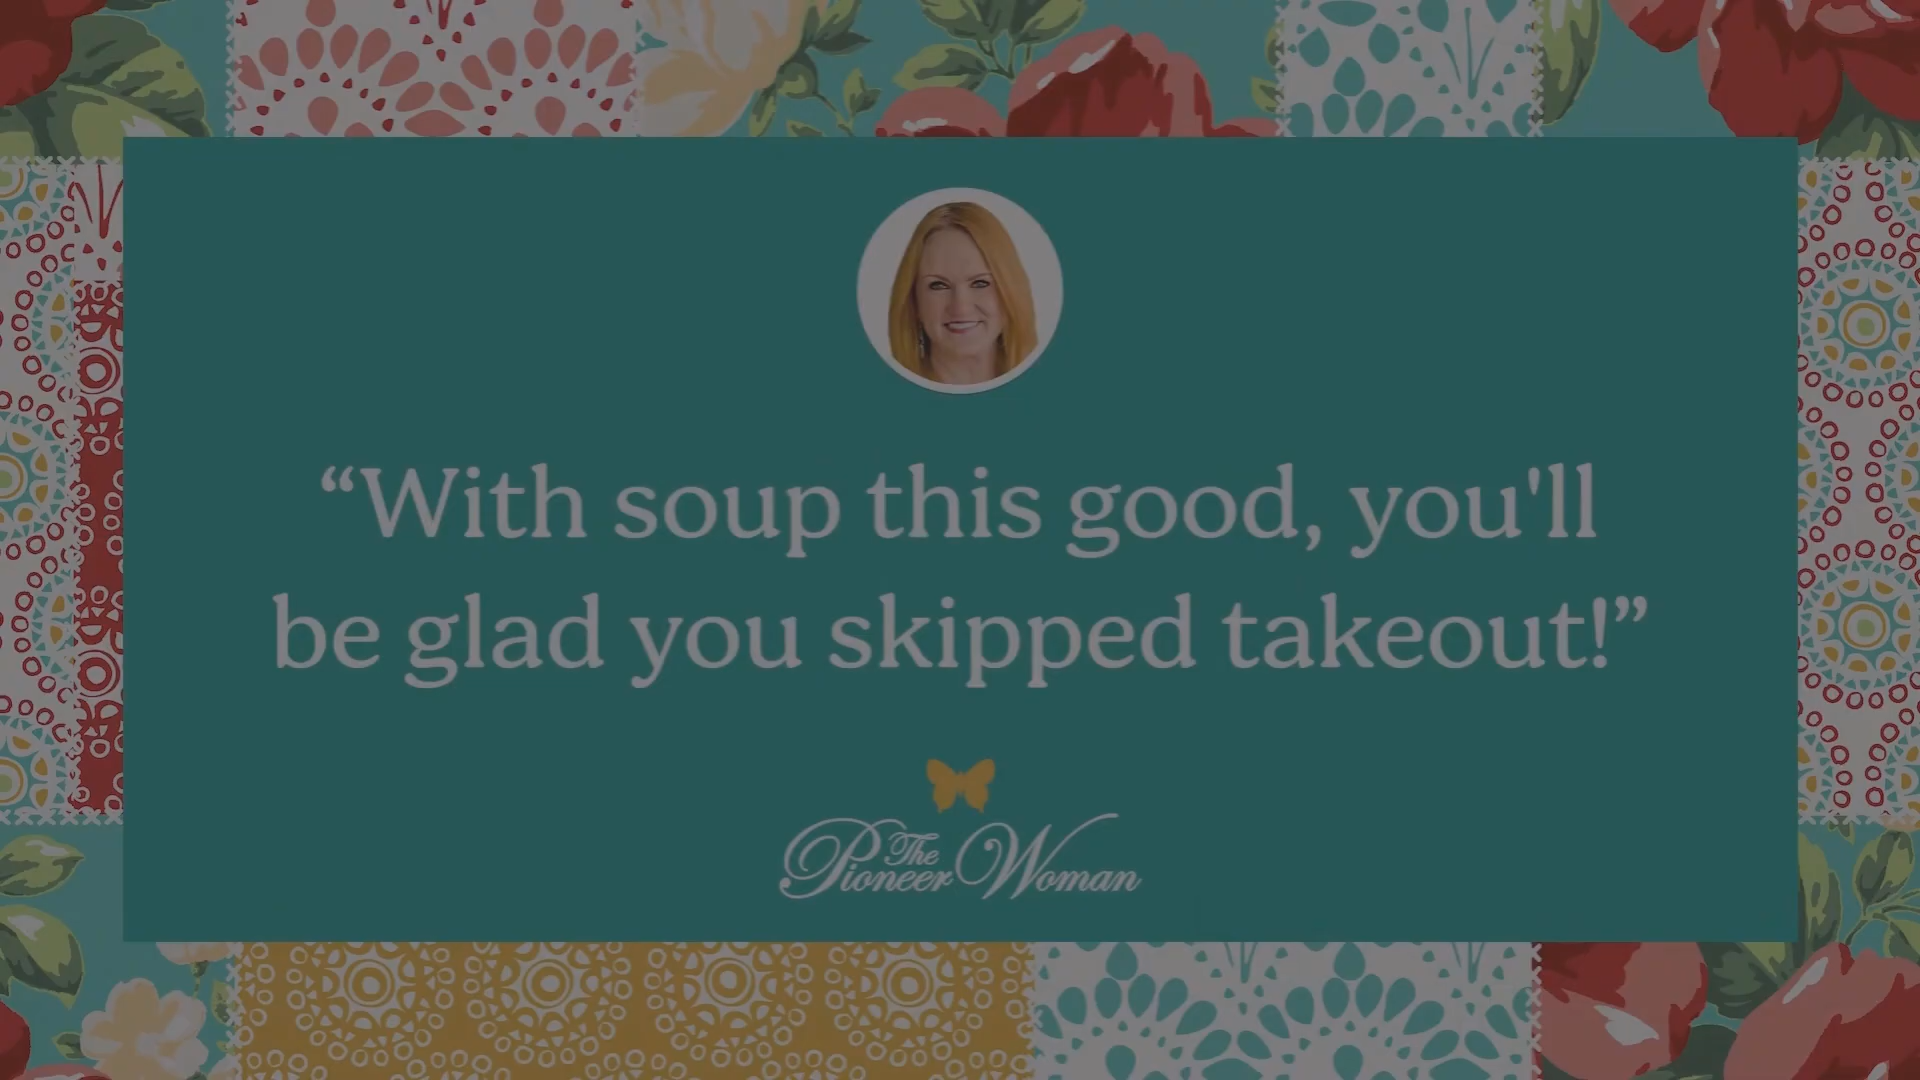 “With soup this good, you'll
be glad you skipped takeout!”
The
Pioneer Woman